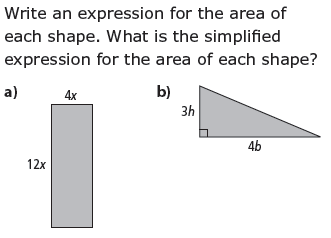 Write an expression for the area of
each shape. What is the simplified
expression for the area of each shape?
a) 4x
12x
b) 3h
4b